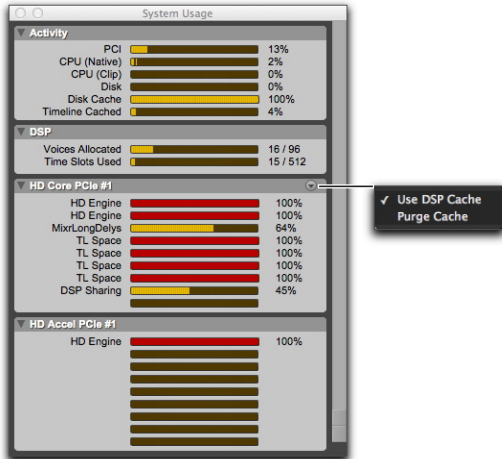 System Usage
Activity
PCI 13%
CPU (Native) 2%
CPU (Clip) 0%
Disk 0%
Disk Cache 100%
Timeline Cached 4%
DSP
Voices Allocated 16 / 96
Time Slots Used 15 / 512
HD Core PCIe #1
HD Engine 100%
HD Engine 100%
MixrLongDelys 64%
TL Space 100%
TL Space 100%
TL Space 100%
TL Space 100%
DSP Sharing 45%
✓ Use DSP Cache
Purge Cache
HD Accel PCIe #1
HD Engine 100%